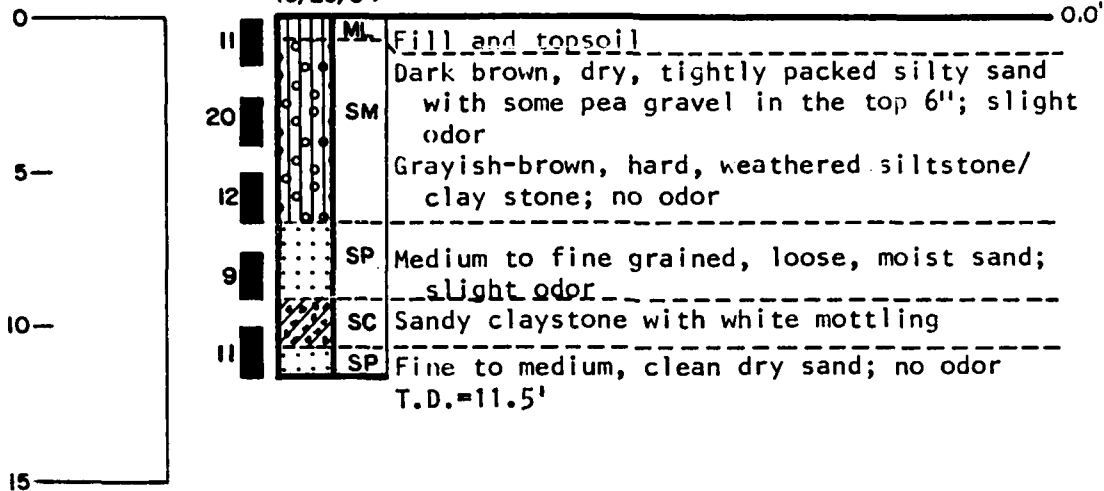 0 0.0'
11 ML Fill and topsoil
Dark brown, dry, tightly packed silty sand
20 SM with some pea gravel in the top 6"; slight
odor
5 Grayish-brown, hard, weathered siltstone/
12 clay stone; no odor
SP Medium to fine grained, loose, moist sand;
9 slight odor
10 SC Sandy claystone with white mottling
11 SP Fine to medium, clean dry sand; no odor
T.D.=11.5'
15